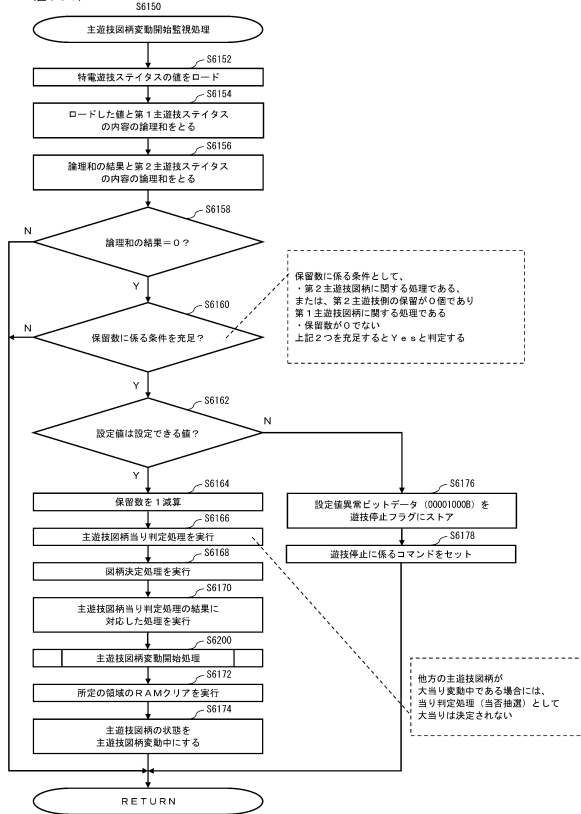 S6150
主遊技図柄変動開始監視処理
S6152
特電遊技ステイタスの値をロード
S6154
ロードした値と第１主遊技ステイタス
の内容の論理和をとる
S6156
論理和の結果と第２主遊技ステイタス
の内容の論理和をとる
S6158
N
論理和の結果＝０？
Y
S6160
N
保留数に係る条件を充足？
保留数に係る条件として、
・第２主遊技図柄に関する処理である、
または、第２主遊技側の保留が０個であり
第１主遊技図柄に関する処理である
・保留数が０でない
上記２つを充足するとＹｅｓと判定する
Y
S6162
N
設定値は設定できる値？
Y
S6164
保留数を１減算
S6176
設定値異常ビットデータ（00001000B）を
遊技停止フラグにストア
S6166
主遊技図柄当り判定処理を実行
S6178
遊技停止に係るコマンドをセット
S6168
図柄決定処理を実行
S6170
主遊技図柄当り判定処理の結果に
対応した処理を実行
S6200
主遊技図柄変動開始処理
S6172
所定の領域のＲＡＭクリアを実行
S6174
主遊技図柄の状態を
主遊技図柄変動中にする
他方の主遊技図柄が
大当り変動中である場合には、
当り判定処理（当否抽選）として
大当りは決定されない
ＲＥＴＵＲＮ